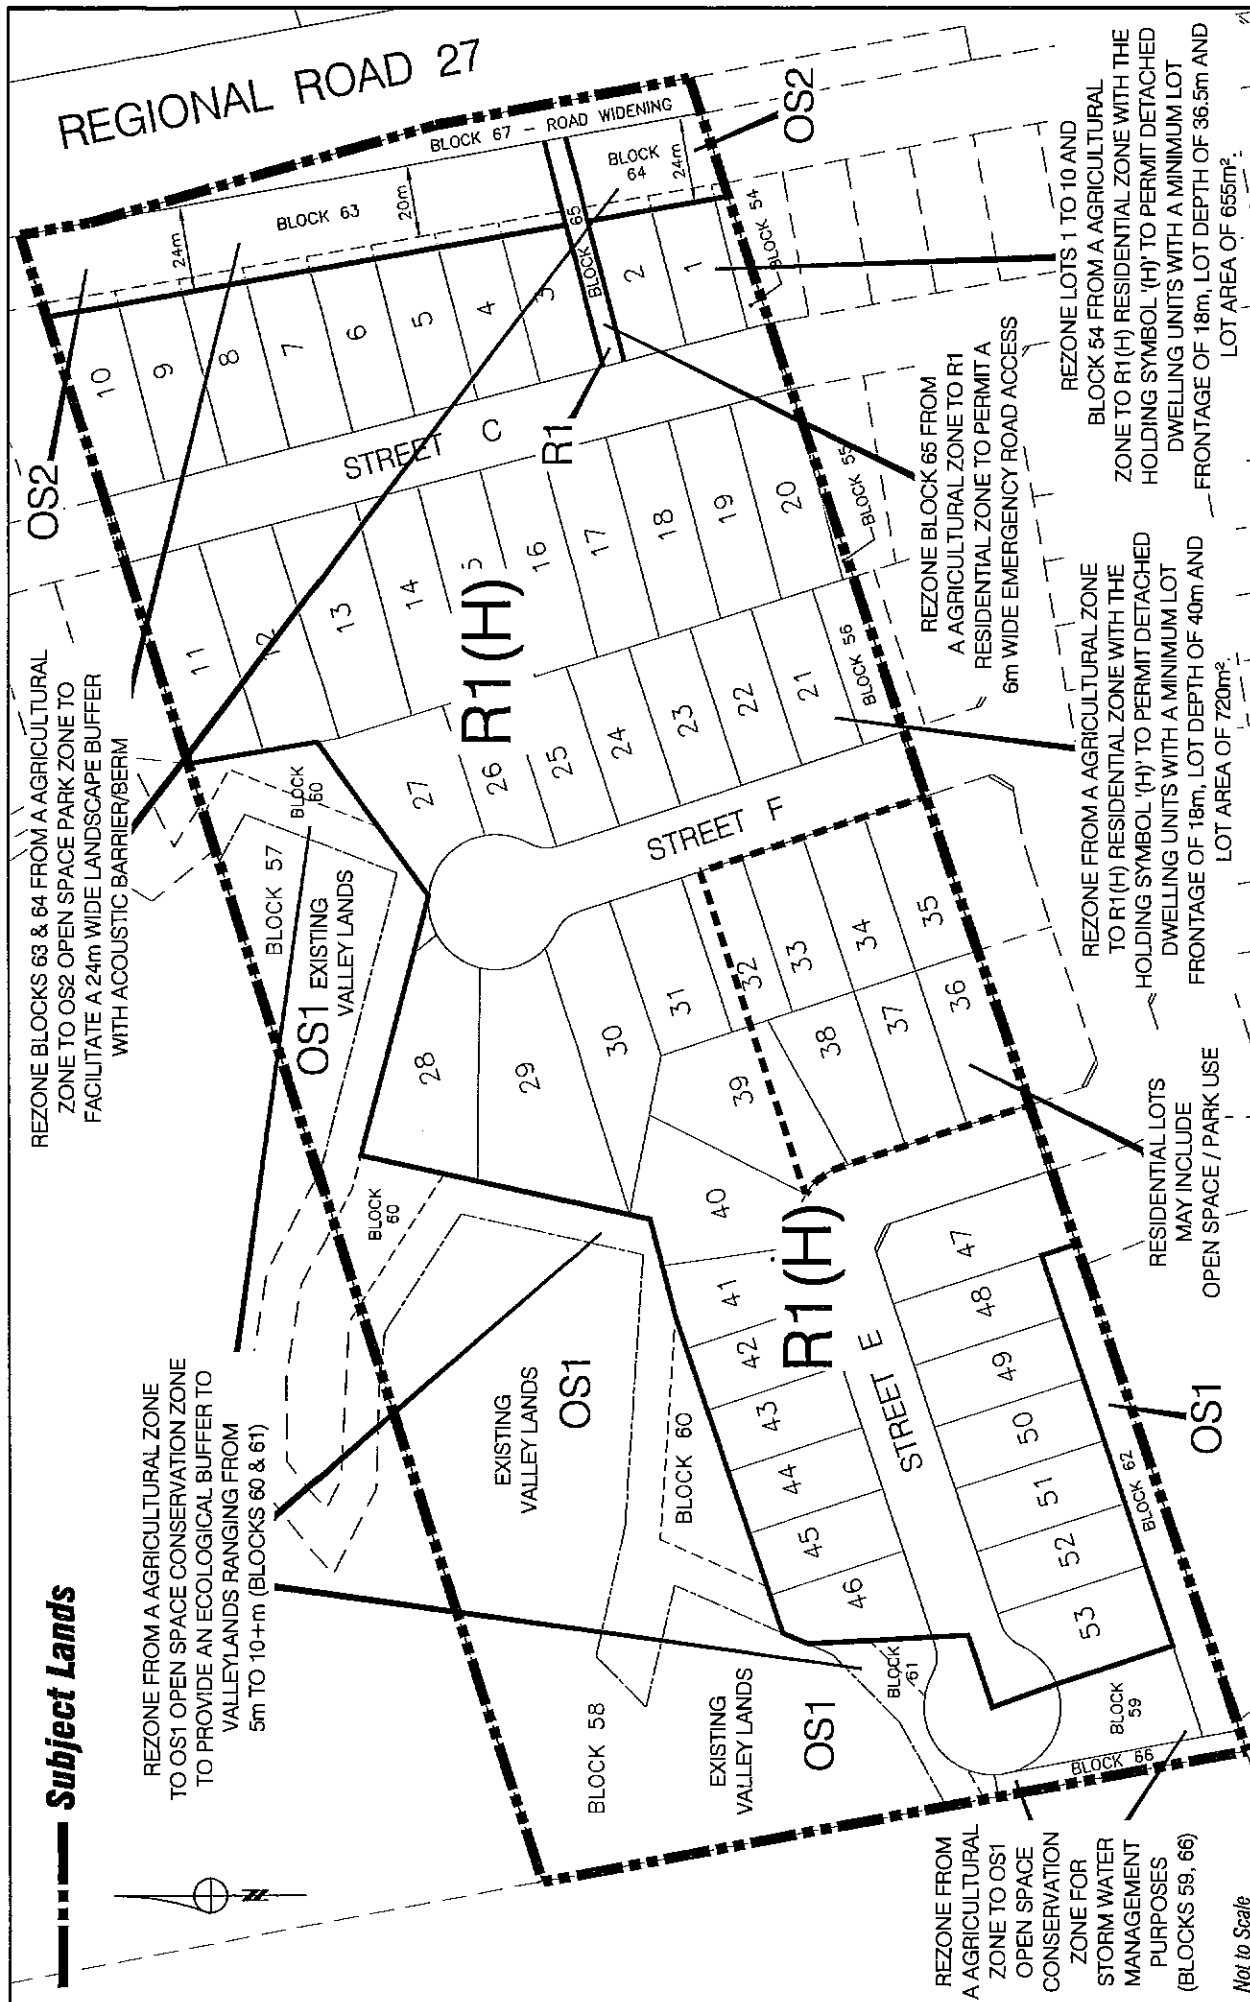 Subject Lands
REZONE FROM A AGRICULTURAL ZONE
TO OS1 OPEN SPACE CONSERVATION ZONE
TO PROVIDE AN ECOLOGICAL BUFFER TO
VALLEYLANDS RANGING FROM
5m TO 10+m (BLOCKS 60 & 61)
REZONE BLOCKS 63 & 64 FROM A AGRICULTURAL
ZONE TO OS2 OPEN SPACE PARK ZONE TO
FACILITATE A 24m WIDE LANDSCAPE BUFFER
WITH ACOUSTIC BARRIER/BERM
REGIONAL ROAD 27
OS2
BLOCK 67 - ROAD WIDENING
24m
BLOCK 63
20m
BLOCK
64
24m
OS2
10
9
8
7
6
5
4
3
BLOCK 65
2
1
BLOCK 54
STREET C
R1
11
12
13
14
5
16
17
18
19
20
BLOCK 55
R1(H)
BLOCK
60
27
26
25
24
23
22
21
BLOCK 56
BLOCK 57
OS1
EXISTING
VALLEYLANDS
STREET F
28
29
30
31
32
33
34
35
39
38
37
36
BLOCK
60
EXISTING
VALLEYLANDS
OS1
BLOCK 60
40
41
42
43
44
45
46
R1(H)
STREET E
47
48
49
50
51
52
53
BLOCK 62
OS1
BLOCK 58
EXISTING
VALLEYLANDS
OS1
BLOCK
61
BLOCK
59
BLOCK 66
REZONE FROM
A AGRICULTURAL
ZONE TO OS1
OPEN SPACE
CONSERVATION
ZONE FOR
STORM WATER
MANAGEMENT
PURPOSES
(BLOCKS 59, 66)
RESIDENTIAL LOTS
MAY INCLUDE
OPEN SPACE / PARK USE
REZONE FROM A AGRICULTURAL ZONE
TO R1(H) RESIDENTIAL ZONE WITH THE
HOLDING SYMBOL '(H)' TO PERMIT DETACHED
DWELLING UNITS WITH A MINIMUM LOT
FRONTAGE OF 18m, LOT DEPTH OF 40m AND
LOT AREA OF 720m².
REZONE BLOCK 65 FROM
A AGRICULTURAL ZONE TO R1
RESIDENTIAL ZONE TO PERMIT A
6m WIDE EMERGENCY ROAD ACCESS
REZONE LOTS 1 TO 10 AND
BLOCK 54 FROM A AGRICULTURAL
ZONE TO R1(H) RESIDENTIAL ZONE WITH THE
HOLDING SYMBOL '(H)' TO PERMIT DETACHED
DWELLING UNITS WITH A MINIMUM LOT
FRONTAGE OF 18m, LOT DEPTH OF 36.5m AND
LOT AREA OF 655m².
Not to Scale